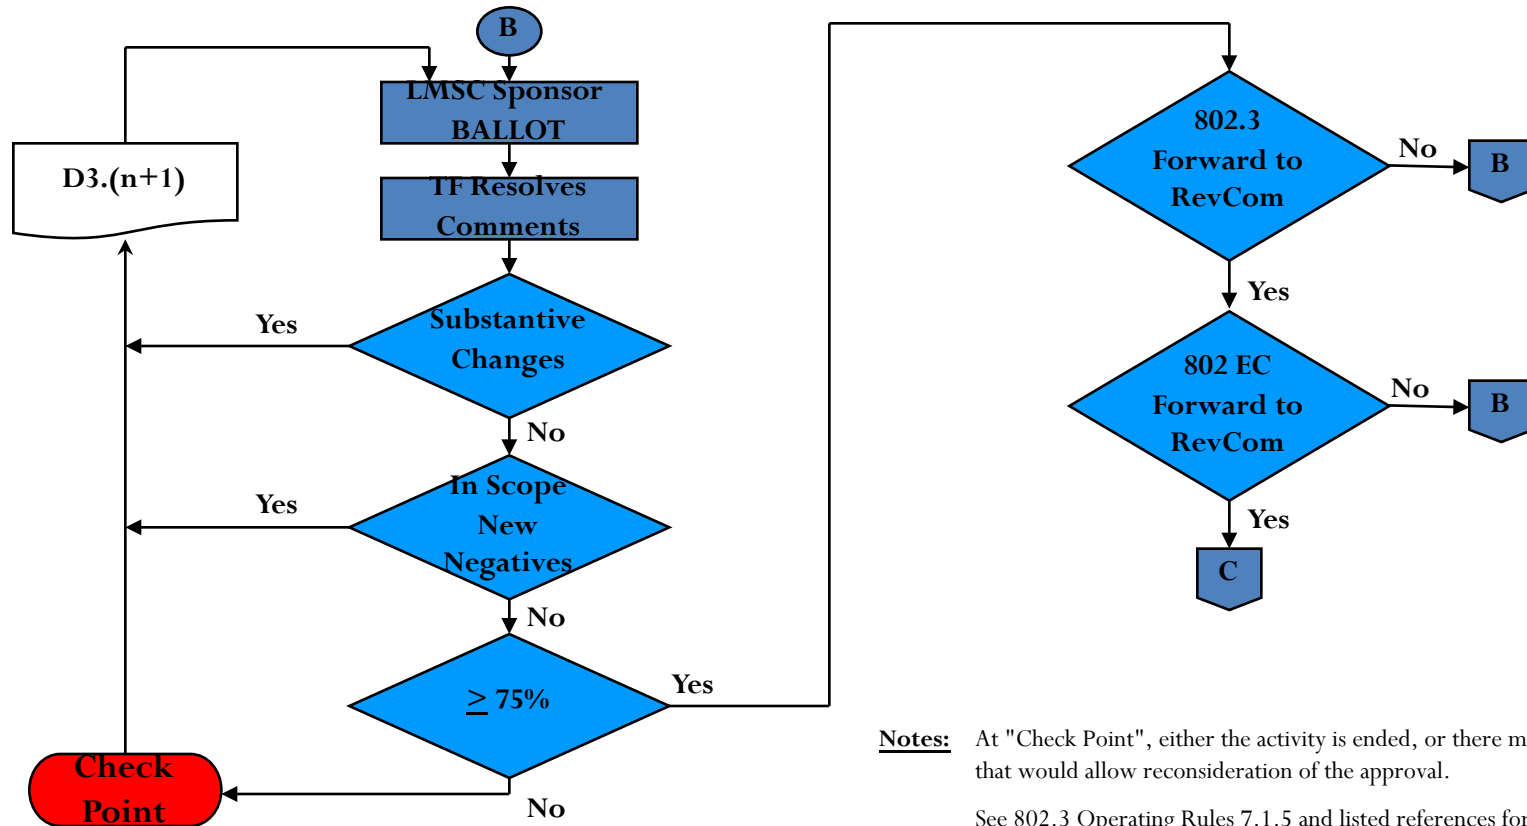 B
LMSC Sponsor
BALLOT
D3.(n+1)
TF Resolves
Comments
Substantive
Changes
Yes
No
In Scope
New
Negatives
Yes
No
≥ 75%
Yes
No
Check
Point
802.3
Forward to
RevCom
No
B
Yes
802 EC
Forward to
RevCom
No
B
Yes
C
Notes: At "Check Point", either the activity is ended, or there m
that would allow reconsideration of the approval.
See 802.3 Operating Rules 7.1.5 and listed references for